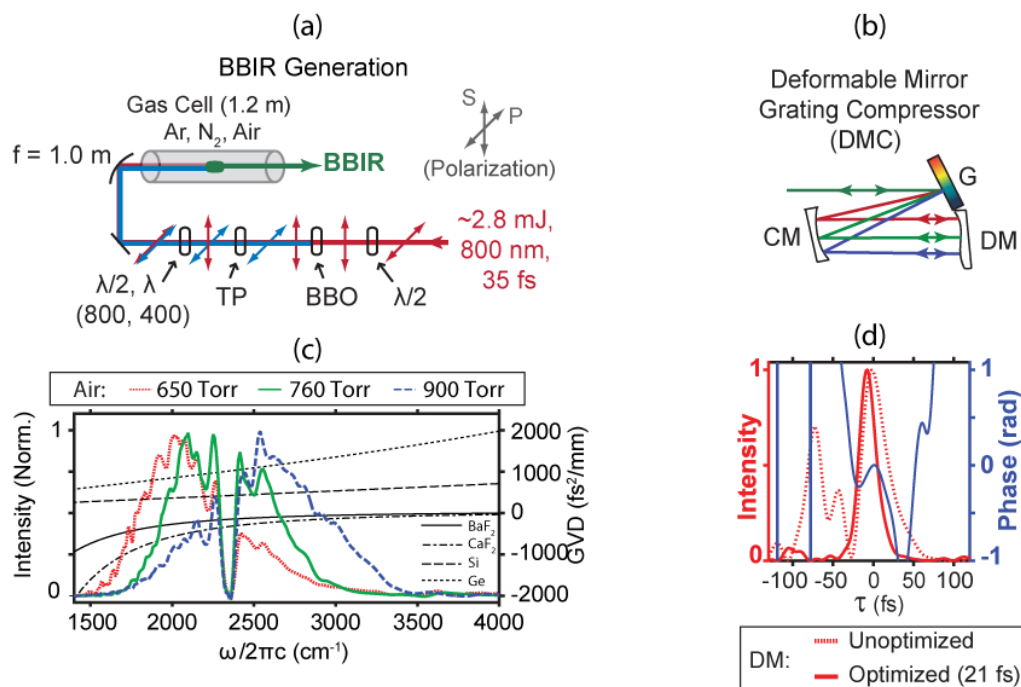 (a)
BBIR Generation
Gas Cell (1.2 m)
Ar, N₂, Air
f = 1.0 m
BBIR
S
P
(Polarization)
~2.8 mJ,
800 nm,
35 fs
λ/2, λ
(800, 400)
TP
BBO
λ/2
(b)
Deformable Mirror
Grating Compressor
(DMC)
G
CM
DM
(c)
Air: 650 Torr 760 Torr 900 Torr
Intensity (Norm.)
1
0
2000
1000
0
-1000
-2000
GVD (fs²/mm)
BaF₂
CaF₂
Si
Ge
2000 2500 3000 3500 4000
ω/2πc (cm⁻¹)
(d)
Intensity
1
0
1
0
-1
Phase (rad)
-100 -50 0 50 100
τ (fs)
DM:
Unoptimized
Optimized (21 fs)